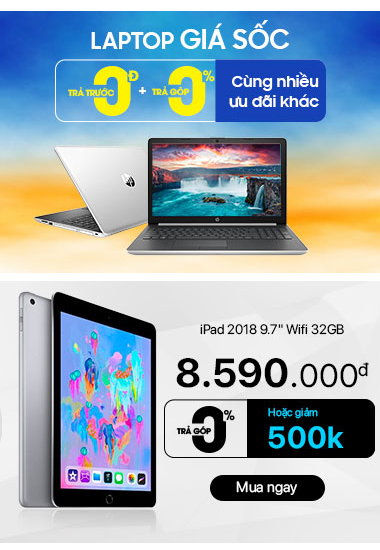 LAPTOP GIÁ SỐC
TRẢ TRƯỚC 0Đ + TRẢ GÓP 0%
Cùng nhiều
ưu đãi khác
hp
iPad 2018 9.7" Wifi 32GB
8.590.000đ
TRẢ GÓP 0%
Hoặc giảm
500k
Mua ngay